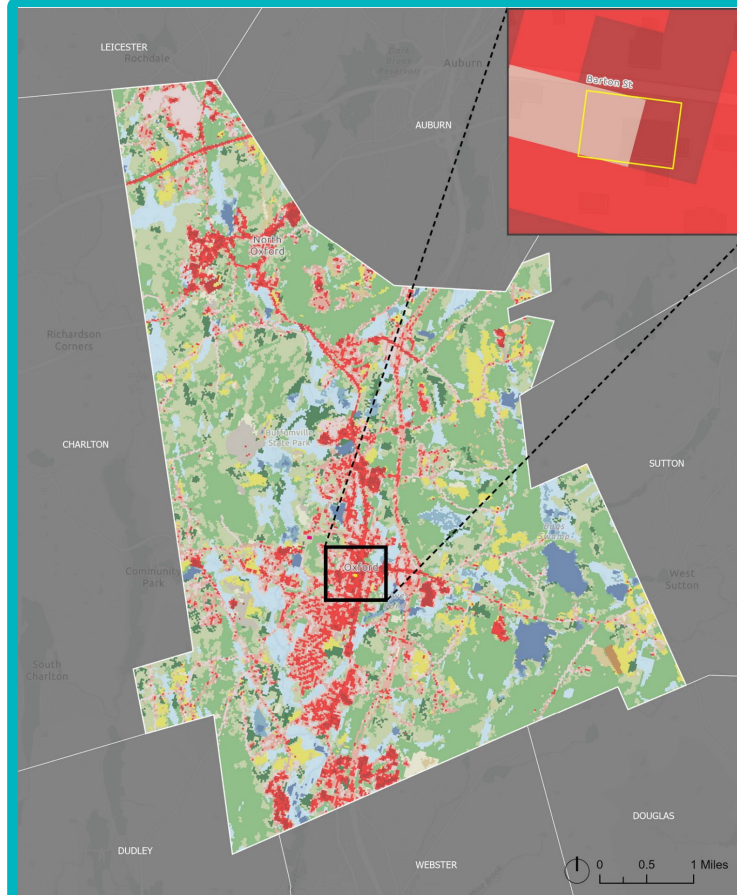 LEICESTER
Rochdale
Auburn
AUBURN
Barton St
North
Oxford
Richardson
Corners
Buffumville
State Park
CHARLTON
SUTTON
Community
Park
Oxford
West
Sutton
South
Charlton
DOUGLAS
DUDLEY
WEBSTER
0 0.5 1 Miles